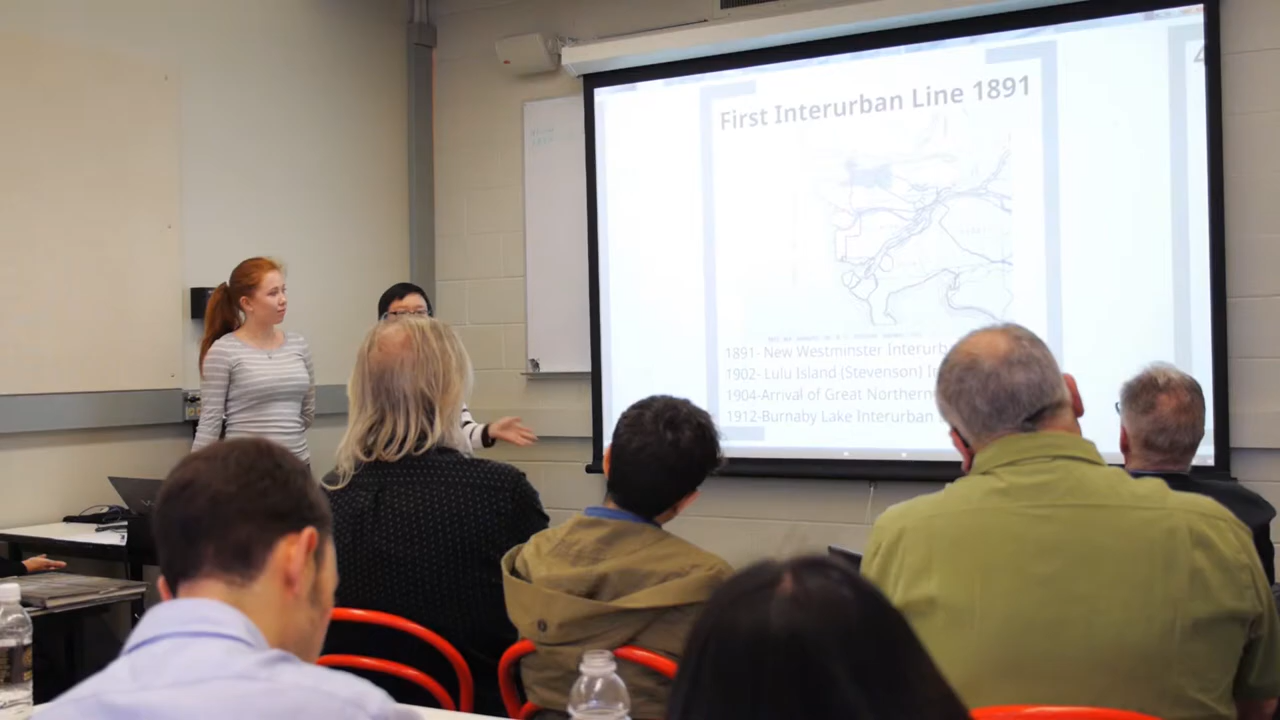 First Interurban Line 1891
1891- New Westminster Interurb
1902- Lulu Island (Stevenson) I
1904-Arrival of Great Northern
1912-Burnaby Lake Interurban